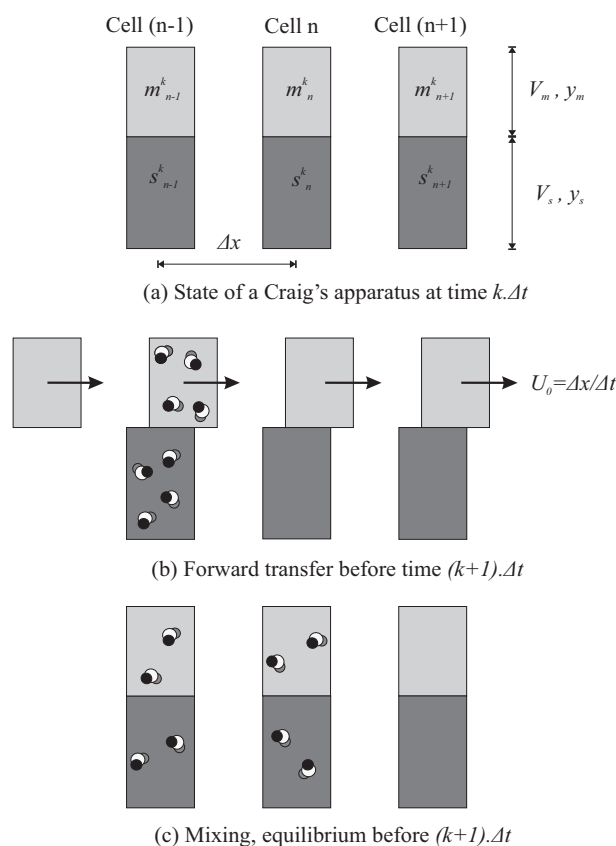 Cell (n-1) Cell n Cell (n+1)
m^k_{n-1} m^k_n m^k_{n+1} V_m , y_m
s^k_{n-1} s^k_n s^k_{n+1} V_s , y_s
Δx
(a) State of a Craig's apparatus at time k.Δt
U_0=Δx/Δt
(b) Forward transfer before time (k+1).Δt
(c) Mixing, equilibrium before (k+1).Δt